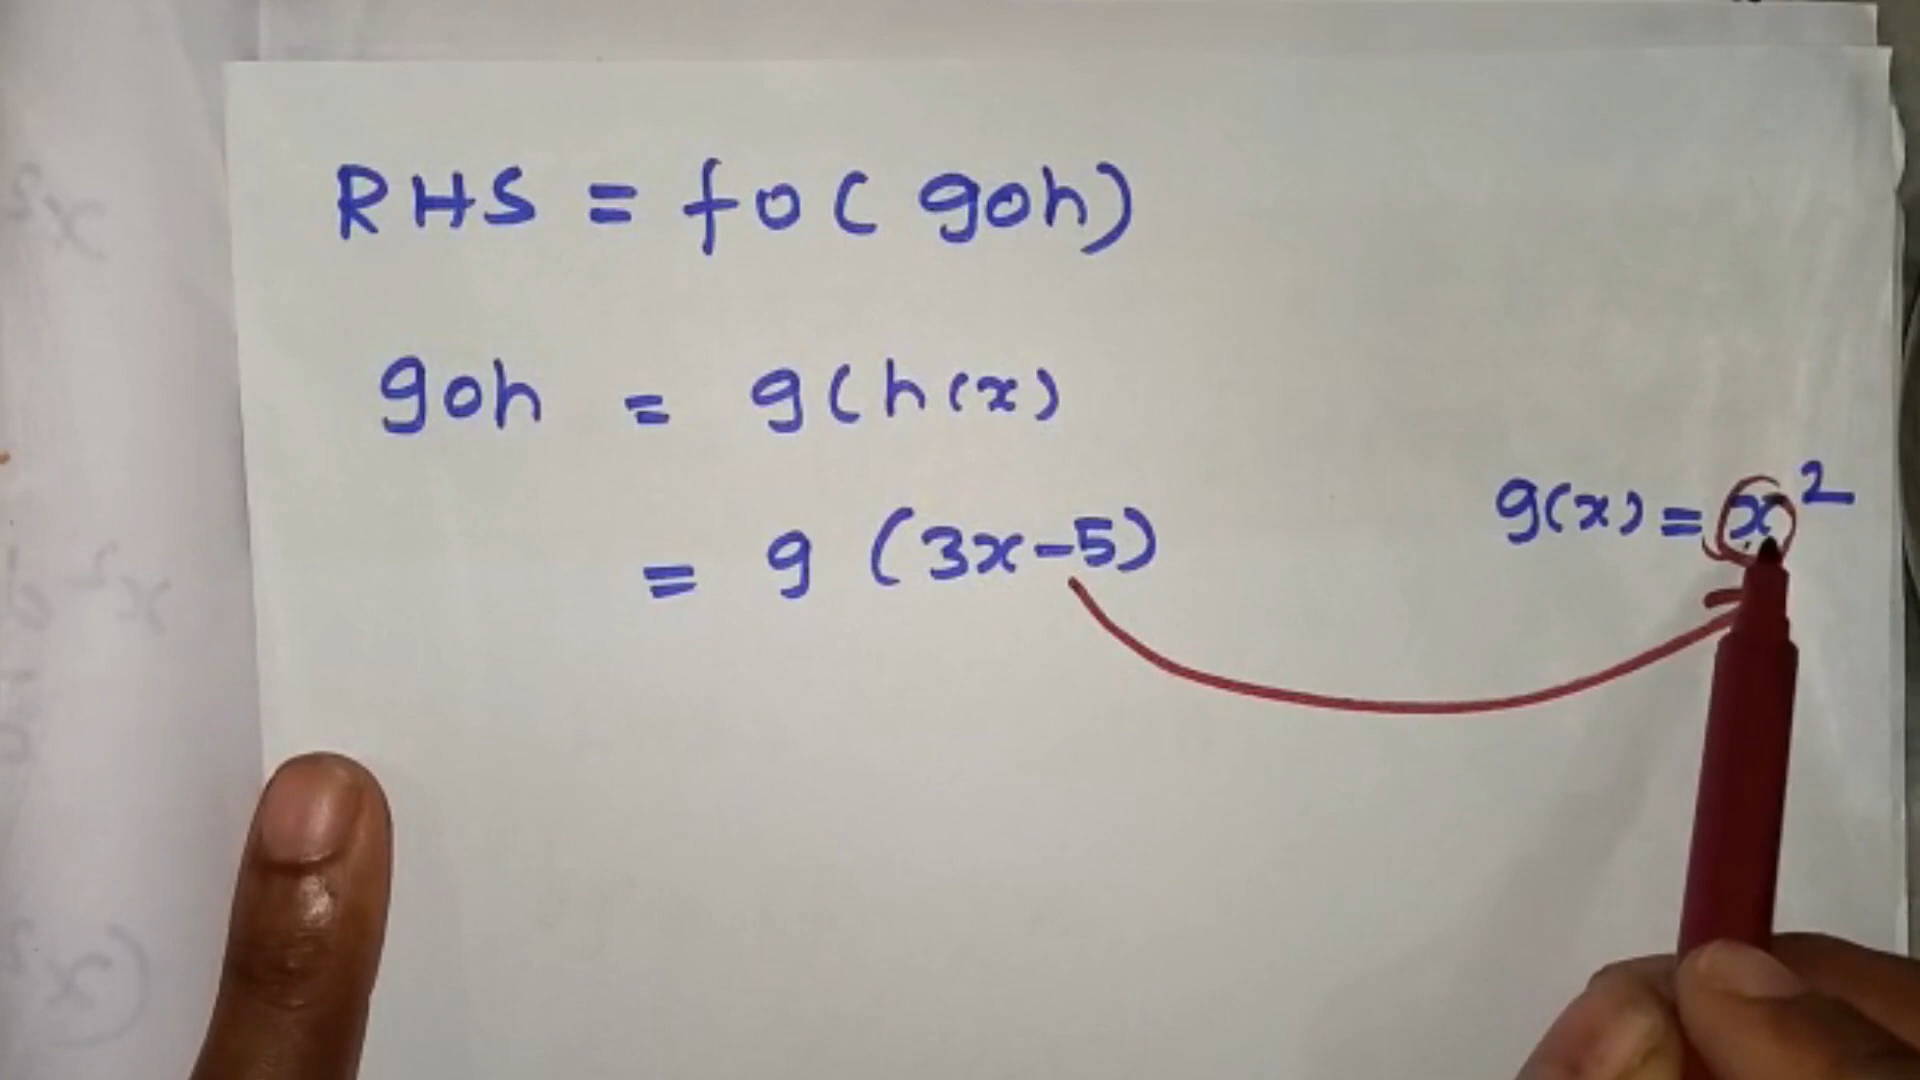 RHS = fo( goh)
goh = g(h(x)
= g (3x-5)
g(x) = x²